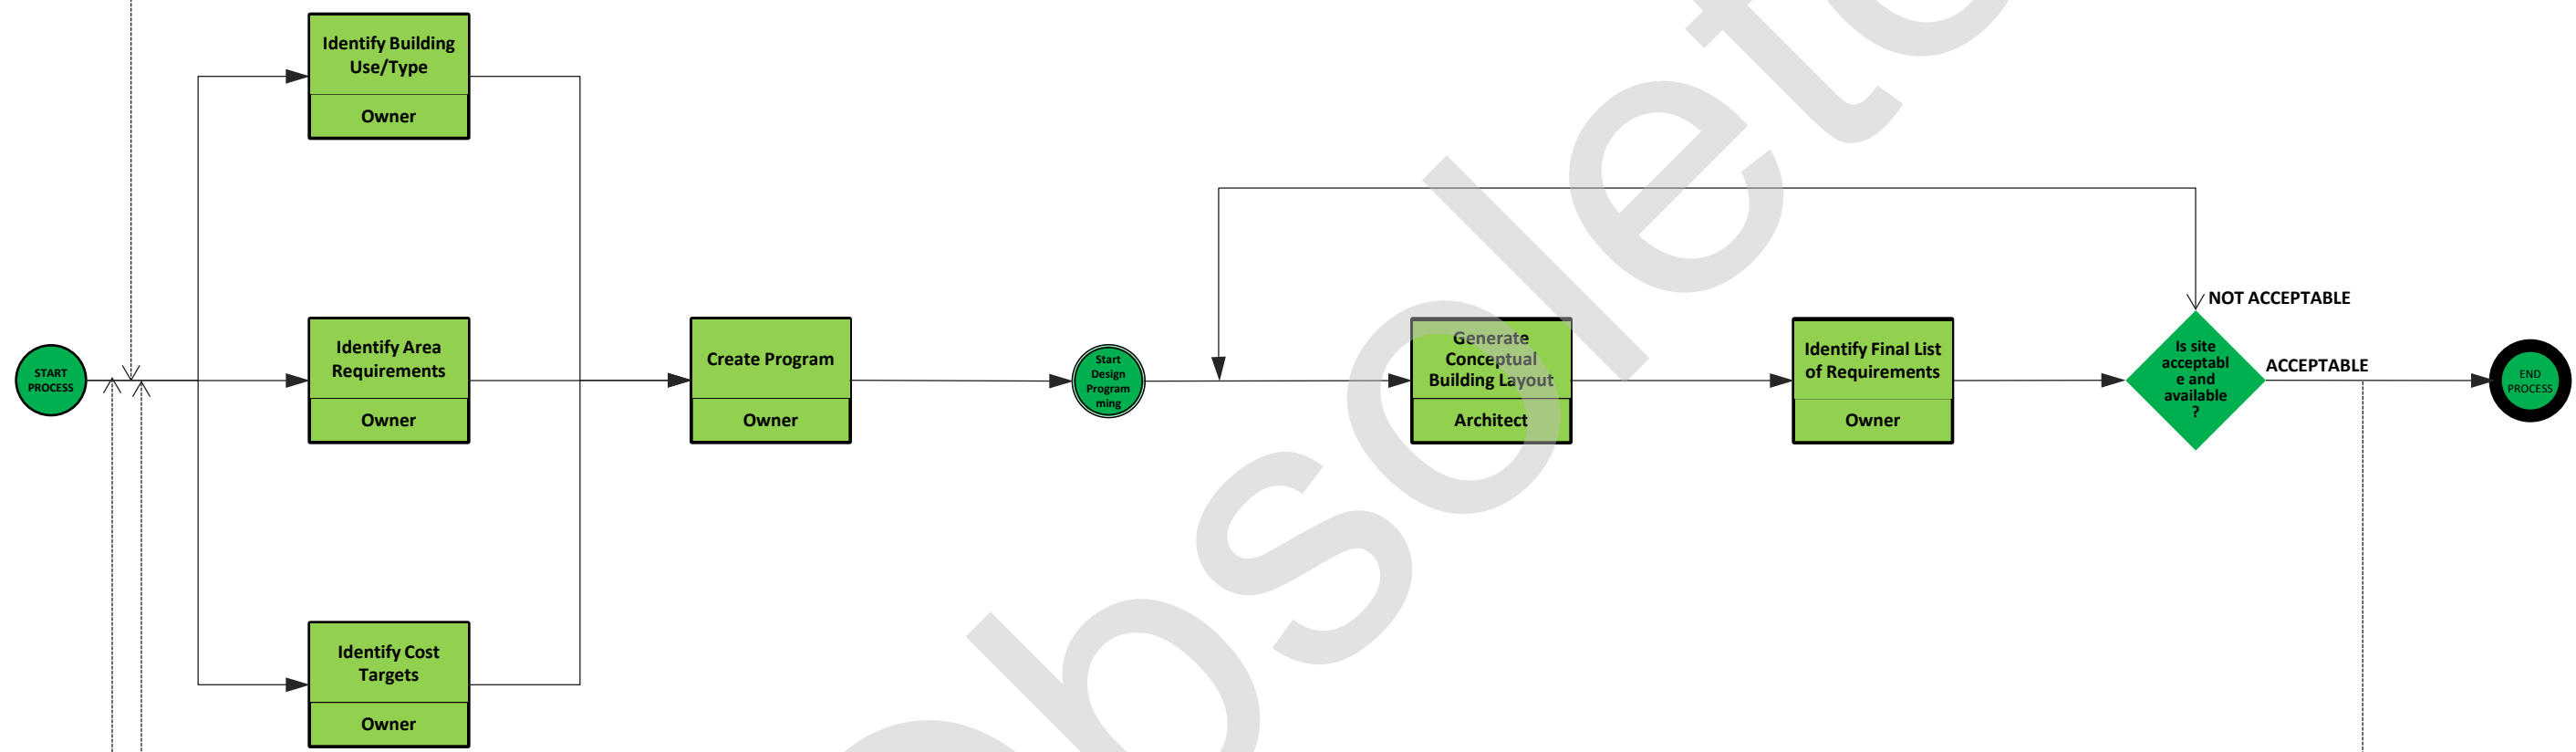 Identify Building
Use/Type
Owner
START
PROCESS
Identify Area
Requirements
Owner
Identify Cost
Targets
Owner
Create Program
Owner
Start
Design
Program
ming
Generate
Conceptual
Building Layout
Architect
Identify Final List
of Requirements
Owner
Is site
acceptabl
e and
available
?
NOT ACCEPTABLE
ACCEPTABLE
END
PROCESS
obsolete